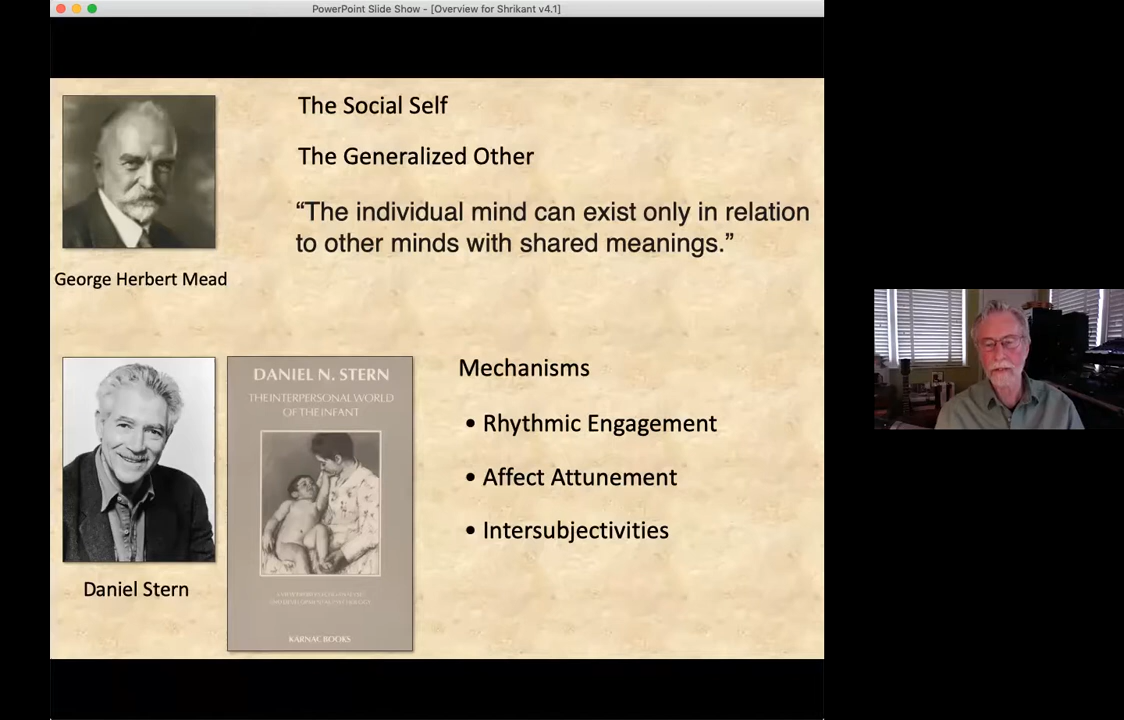 PowerPoint Slide Show - [Overview for Shrikant v4.1]
The Social Self
The Generalized Other
“The individual mind can exist only in relation
to other minds with shared meanings.”
George Herbert Mead
DANIEL N. STERN
THE INTERPERSONAL WORLD
OF THE INFANT
KARNAC BOOKS
Daniel Stern
Mechanisms
• Rhythmic Engagement
• Affect Attunement
• Intersubjectivities